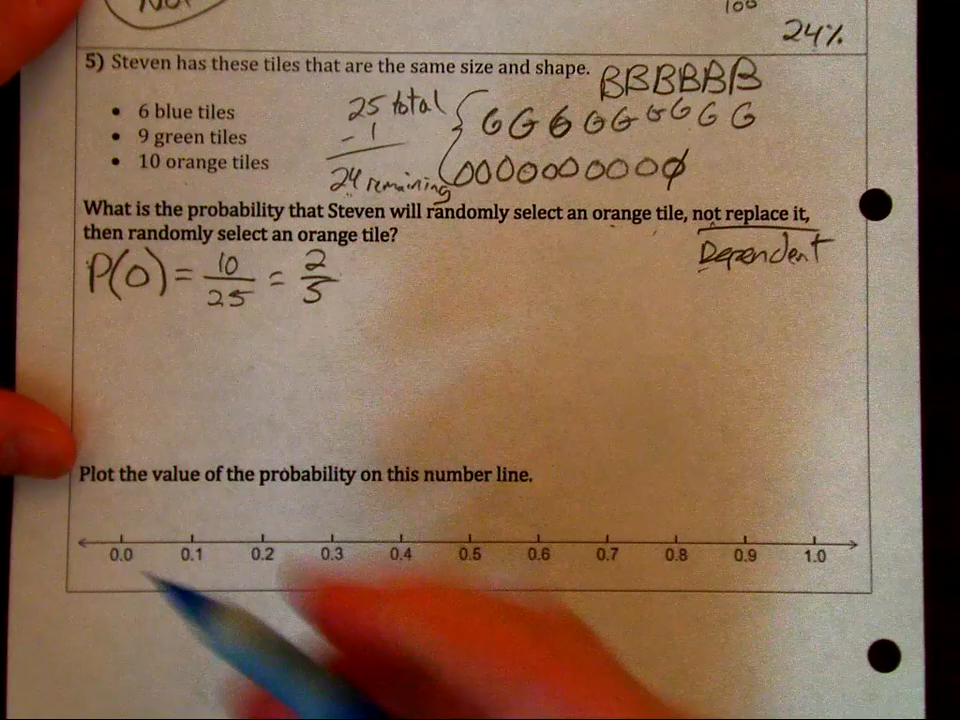 100
24%
5) Steven has these tiles that are the same size and shape.
BBBBBB
• 6 blue tiles
25 total
GGGGGGGGG
• 9 green tiles
- 1
• 10 orange tiles
24 remaining
OOOOOOOOOO
What is the probability that Steven will randomly select an orange tile, not replace it,
then randomly select an orange tile?
Dependent
P(O) = 10/25 = 2/5
Plot the value of the probability on this number line.
0.0 0.1 0.2 0.3 0.4 0.5 0.6 0.7 0.8 0.9 1.0